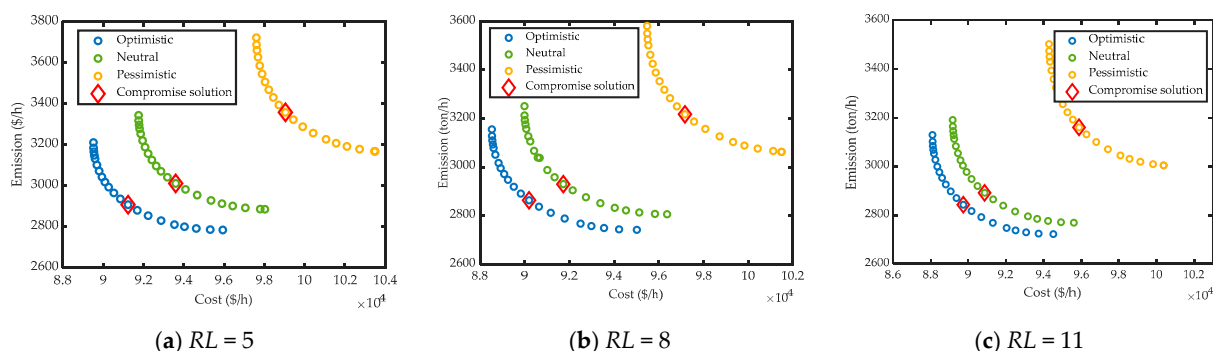 3800
3600
3400
3200
3000
2800
2600
Emission ($/h)
Optimistic
Neutral
Pessimistic
Compromise solution
8.8 9 9.2 9.4 9.6 9.8 10 10.2 10.4
Cost ($/h)
×10⁴
(a) RL = 5
3600
3400
3200
3000
2800
2600
Emission (ton/h)
Optimistic
Neutral
Pessimistic
Compromise solution
8.8 9 9.2 9.4 9.6 9.8 10 10.2
Cost ($/h)
×10⁴
(b) RL = 8
3600
3400
3200
3000
2800
2600
Emission (ton/h)
Optimistic
Neutral
Pessimistic
Compromise solution
8.6 8.8 9 9.2 9.4 9.6 9.8 10 10.2
Cost ($/h)
×10⁴
(c) RL = 11